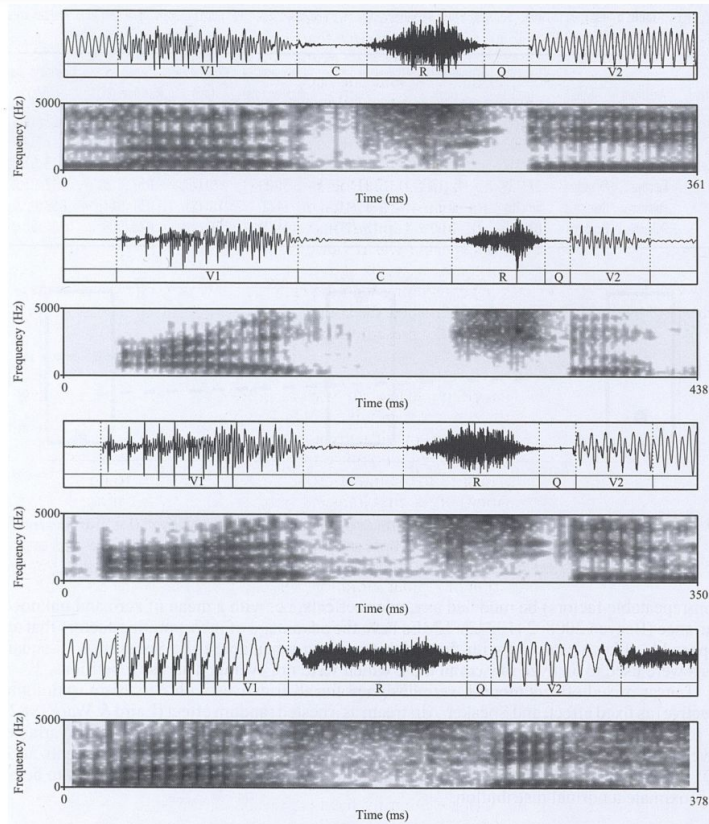 V1 C R Q V2
5000
Frequency (Hz)
0
0 361
Time (ms)
V1 C R Q V2
5000
Frequency (Hz)
0
0 438
Time (ms)
V1 C R Q V2
5000
Frequency (Hz)
0
0 350
Time (ms)
V1 R Q V2
5000
Frequency (Hz)
0
0 378
Time (ms)